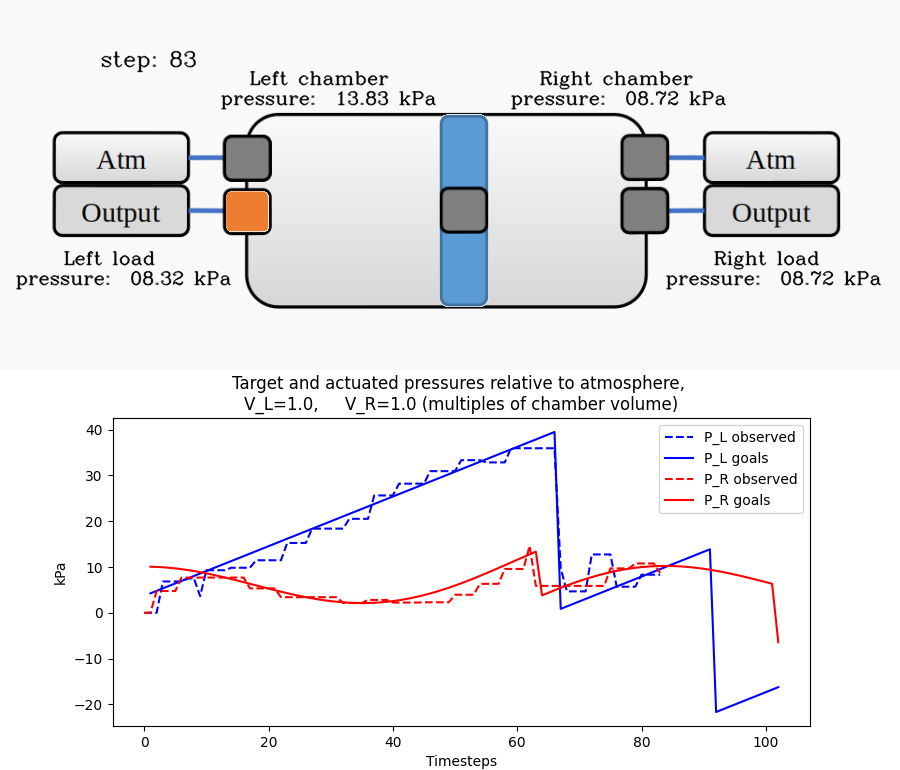 step: 83
Left chamber
pressure: 13.83 kPa
Right chamber
pressure: 08.72 kPa
Atm
Output
Atm
Output
Left load
pressure: 08.32 kPa
Right load
pressure: 08.72 kPa
Target and actuated pressures relative to atmosphere,
V_L=1.0, V_R=1.0 (multiples of chamber volume)
kPa
40
30
20
10
0
−10
−20
P_L observed
P_L goals
P_R observed
P_R goals
0 20 40 60 80 100
Timesteps